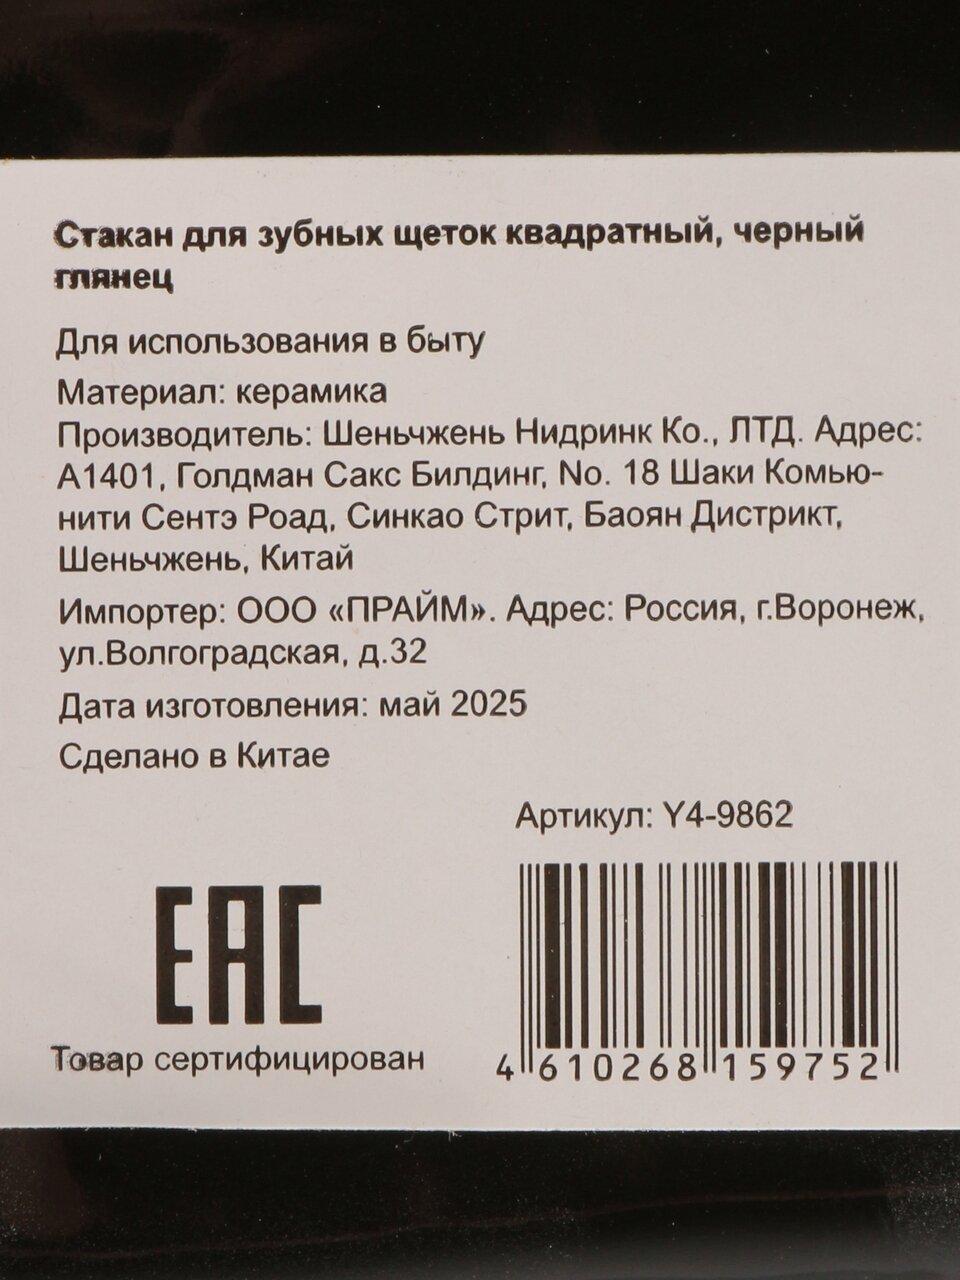 Стакан для зубных щеток квадратный, черный
глянец
Для использования в быту
Материал: керамика
Производитель: Шеньчжень Нидринк Ко., ЛТД. Адрес:
А1401, Голдман Сакс Билдинг, No. 18 Шаки Комью-
нити Сентэ Роад, Синкао Стрит, Баоян Дистрикт,
Шеньчжень, Китай
Импортер: ООО «ПРАЙМ». Адрес: Россия, г.Воронеж,
ул.Волгоградская, д.32
Дата изготовления: май 2025
Сделано в Китае
Артикул: Y4-9862
EAC
Товар сертифицирован
4 610268 159752